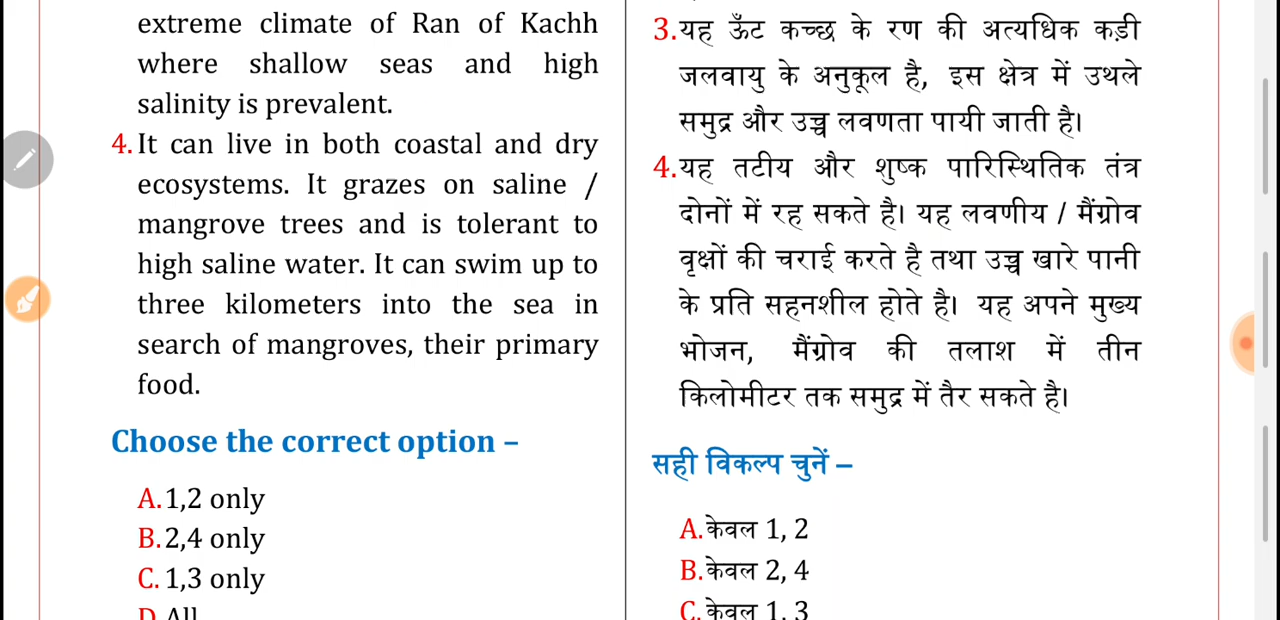 extreme climate of Ran of Kachh
where shallow seas and high
salinity is prevalent.
4. It can live in both coastal and dry
ecosystems. It grazes on saline /
mangrove trees and is tolerant to
high saline water. It can swim up to
three kilometers into the sea in
search of mangroves, their primary
food.
Choose the correct option –
A. 1,2 only
B. 2,4 only
C. 1,3 only
D. All
3. यह ऊँट कच्छ के रण की अत्यधिक कड़ी
जलवायु के अनुकूल है, इस क्षेत्र में उथले
समुद्र और उच्च लवणता पायी जाती है।
4. यह तटीय और शुष्क पारिस्थितिक तंत्र
दोनों में रह सकते है। यह लवणीय / मैंग्रोव
वृक्षों की चराई करते है तथा उच्च खारे पानी
के प्रति सहनशील होते है। यह अपने मुख्य
भोजन, मैंग्रोव की तलाश में तीन
किलोमीटर तक समुद्र में तैर सकते है।
सही विकल्प चुनें –
A. केवल 1, 2
B. केवल 2, 4
C. केवल 1, 3